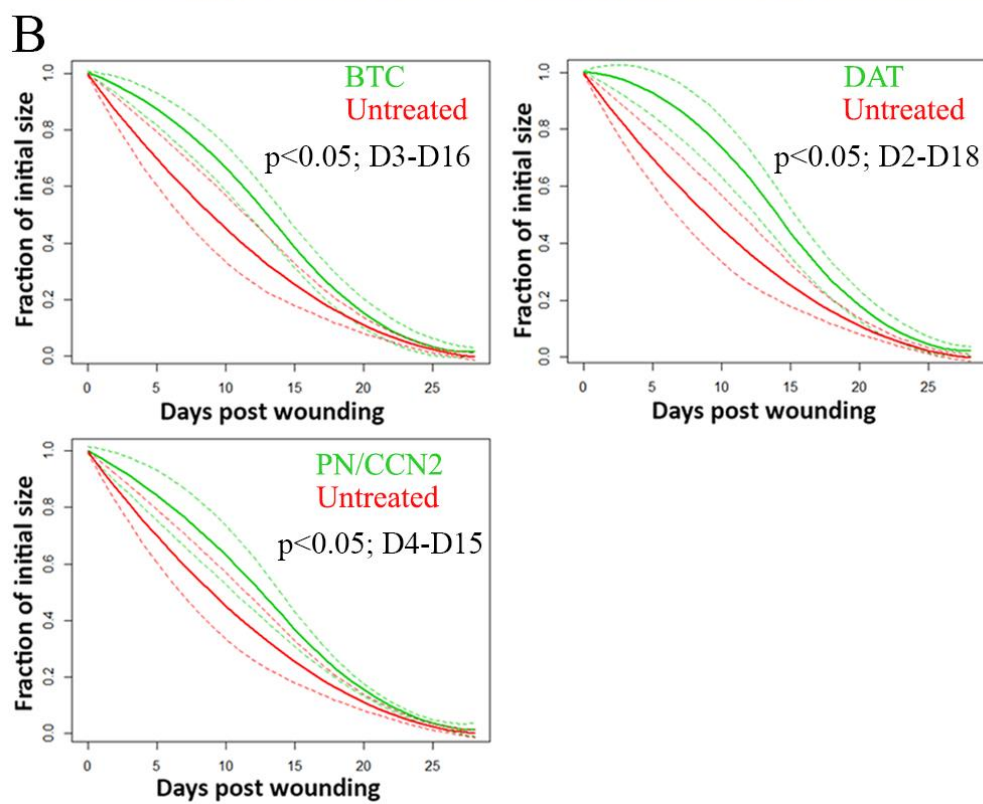 B
BTC
Untreated
p<0.05; D3-D16
Fraction of initial size
0.0 0.2 0.4 0.6 0.8 1.0
0 5 10 15 20 25
Days post wounding
DAT
Untreated
p<0.05; D2-D18
Fraction of initial size
0.0 0.2 0.4 0.6 0.8 1.0
0 5 10 15 20 25
Days post wounding
PN/CCN2
Untreated
p<0.05; D4-D15
Fraction of initial size
0.0 0.2 0.4 0.6 0.8 1.0
0 5 10 15 20 25
Days post wounding